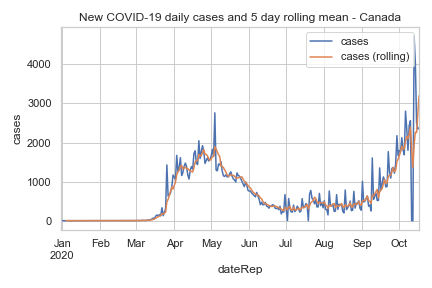 New COVID-19 daily cases and 5 day rolling mean - Canada
cases
cases (rolling)
cases
4000
3000
2000
1000
0
Jan Feb Mar Apr May Jun Jul Aug Sep Oct
2020
dateRep